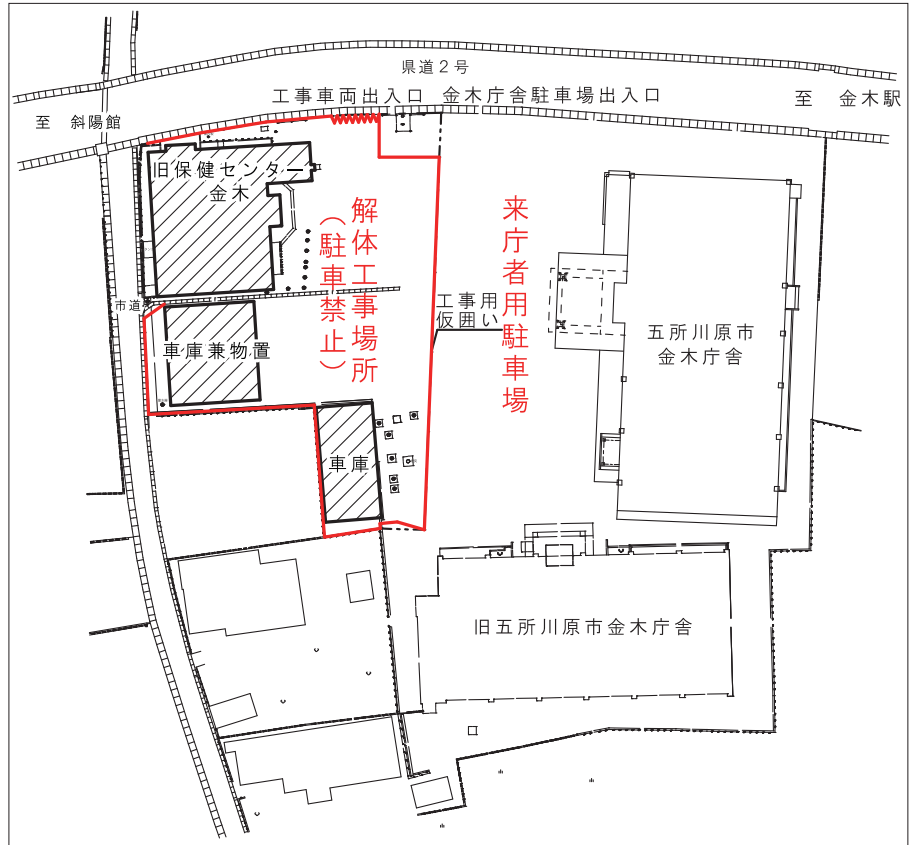 県道２号
工事車両出入口　金木庁舎駐車場出入口
至　金木駅
至　斜陽館
旧保健センター
金木
解体工事場所
（駐車禁止）
来庁者用駐車場
市道
工事用
仮囲い
車庫兼物置
五所川原市
金木庁舎
車庫
旧五所川原市金木庁舎